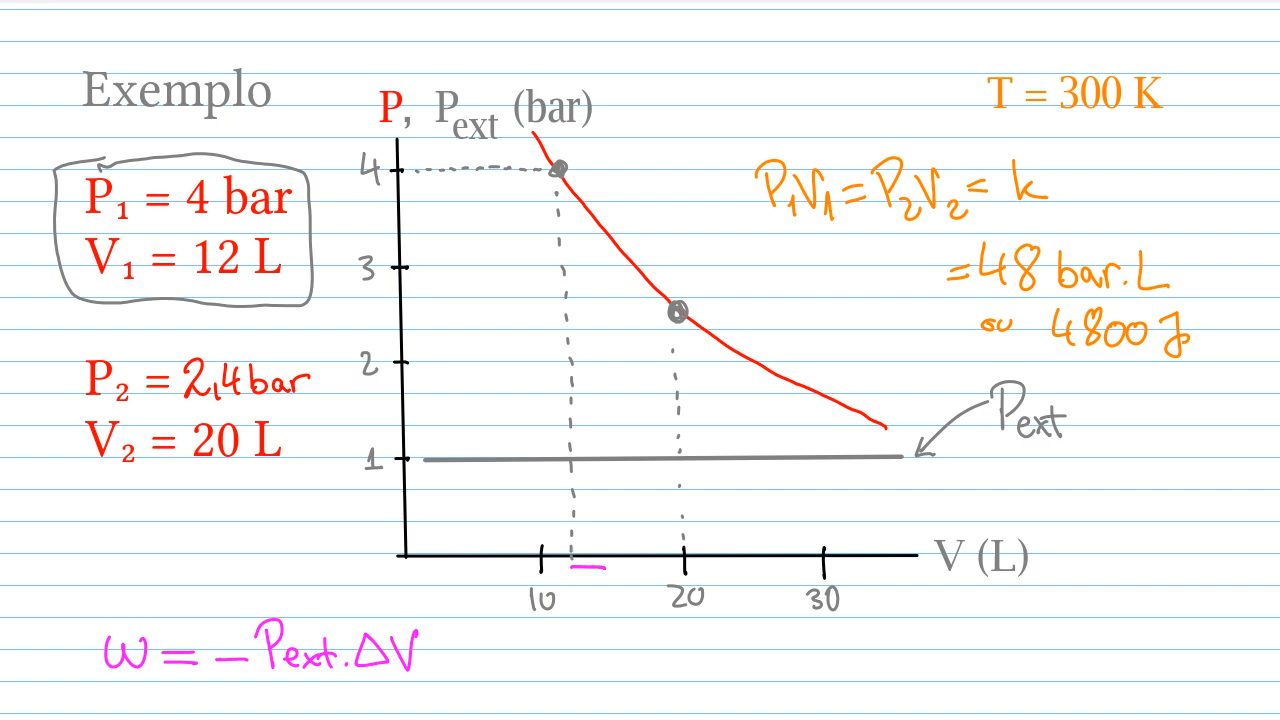 Exemplo
P₁ = 4 bar
V₁ = 12 L
P₂ = 2,4 bar
V₂ = 20 L
P, Pext (bar)
4
3
2
1
10 20 30
V (L)
Pext
T = 300 K
P₁V₁ = P₂V₂ = k
= 48 bar.L
ou 4800 J
w = -Pext.ΔV